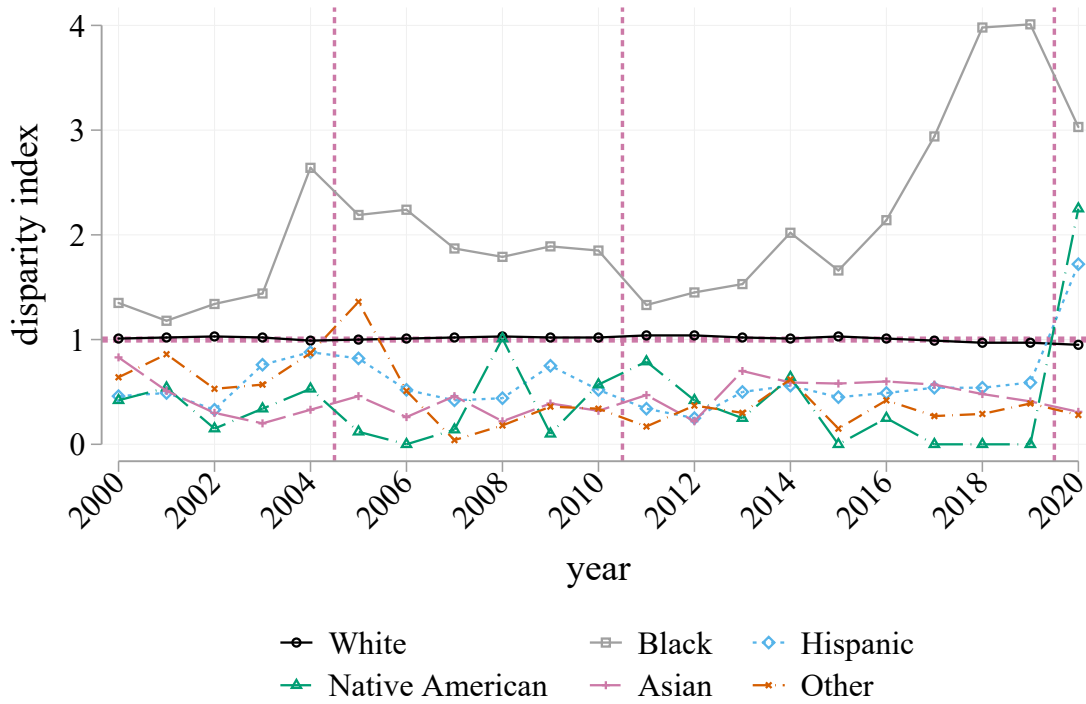 4
3
2
1
0
disparity index
2000 2002 2004 2006 2008 2010 2012 2014 2016 2018 2020
year
White Black Hispanic
Native American Asian Other